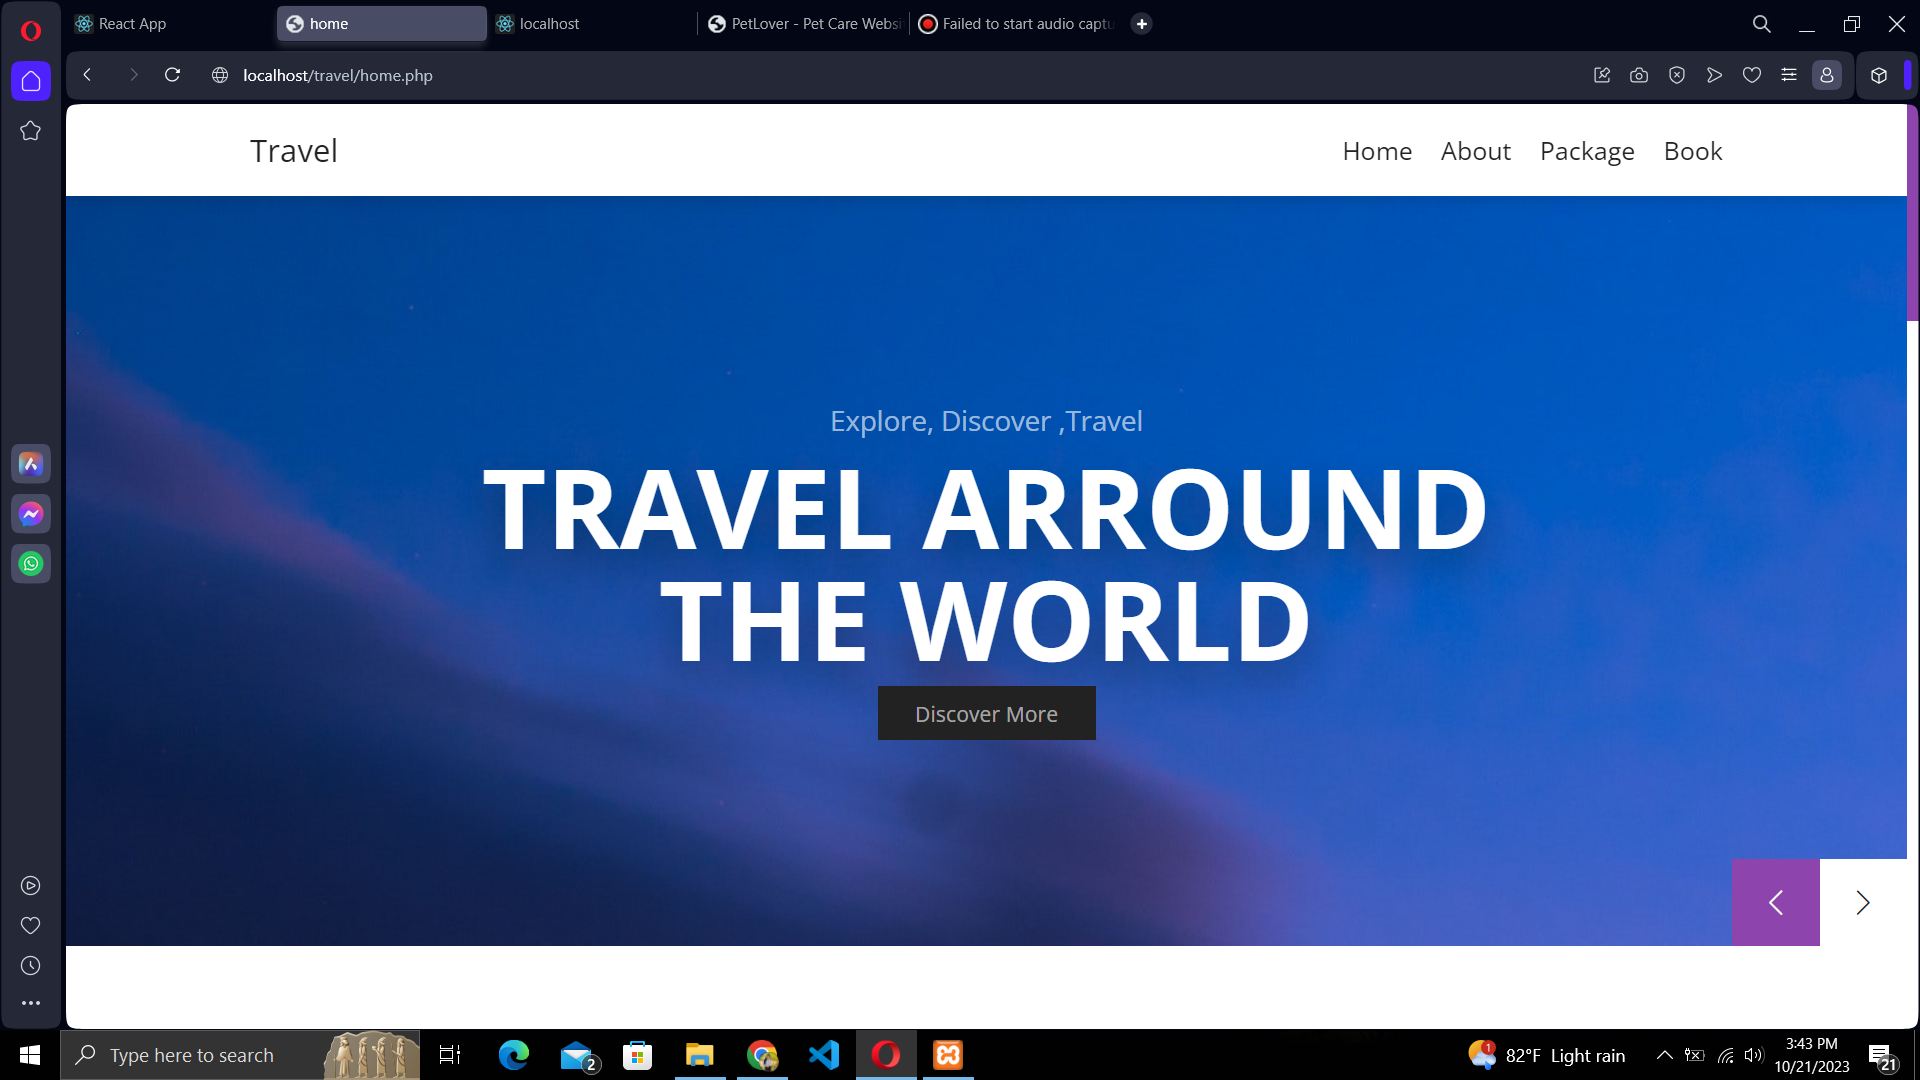 React App
home
localhost
PetLover - Pet Care Websi
Failed to start audio captu
localhost/travel/home.php
Travel
Home About Package Book
Explore, Discover ,Travel
TRAVEL ARROUND
THE WORLD
Discover More
Type here to search
2
1
82°F Light rain
3:43 PM
10/21/2023
21